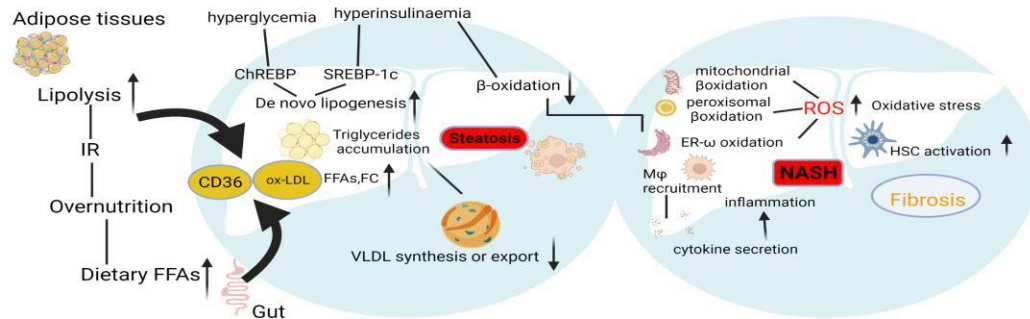 Adipose tissues
Lipolysis
IR
Overnutrition
Dietary FFAs
Gut
hyperglycemia
hyperinsulinaemia
ChREBP
SREBP-1c
De novo lipogenesis
β-oxidation
Triglycerides
accumulation
Steatosis
CD36
ox-LDL
FFAs,FC
VLDL synthesis or export
mitochondrial
βoxidation
peroxisomal
βoxidation
ER-ω oxidation
ROS
Oxidative stress
HSC activation
Mφ
recruitment
NASH
inflammation
cytokine secretion
Fibrosis